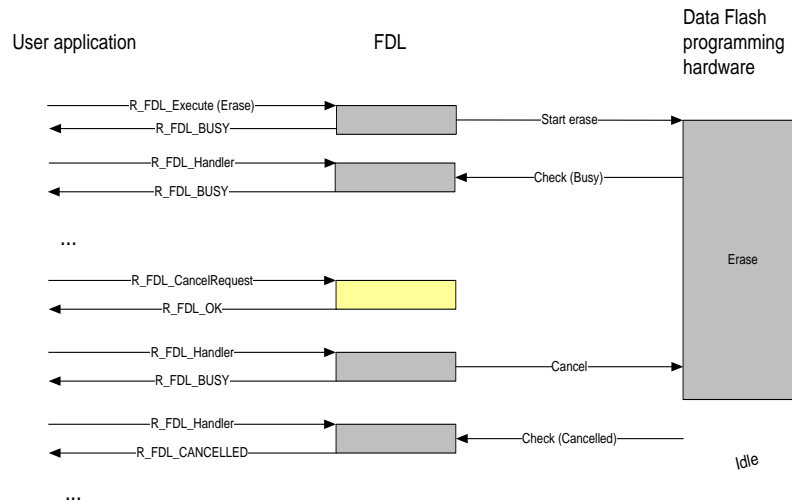 User application
FDL
Data Flash
programming
hardware
R_FDL_Execute (Erase)
R_FDL_BUSY
Start erase
R_FDL_Handler
R_FDL_BUSY
Check (Busy)
...
Erase
R_FDL_CancelRequest
R_FDL_OK
R_FDL_Handler
R_FDL_BUSY
Cancel
R_FDL_Handler
R_FDL_CANCELLED
Check (Cancelled)
Idle
...